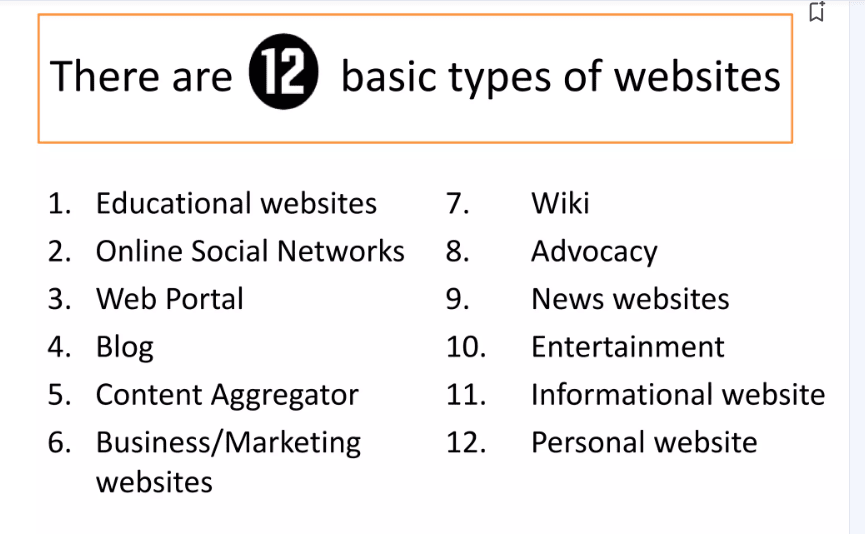 There are 12 basic types of websites
1. Educational websites
2. Online Social Networks
3. Web Portal
4. Blog
5. Content Aggregator
6. Business/Marketing
websites
7. Wiki
8. Advocacy
9. News websites
10. Entertainment
11. Informational website
12. Personal website